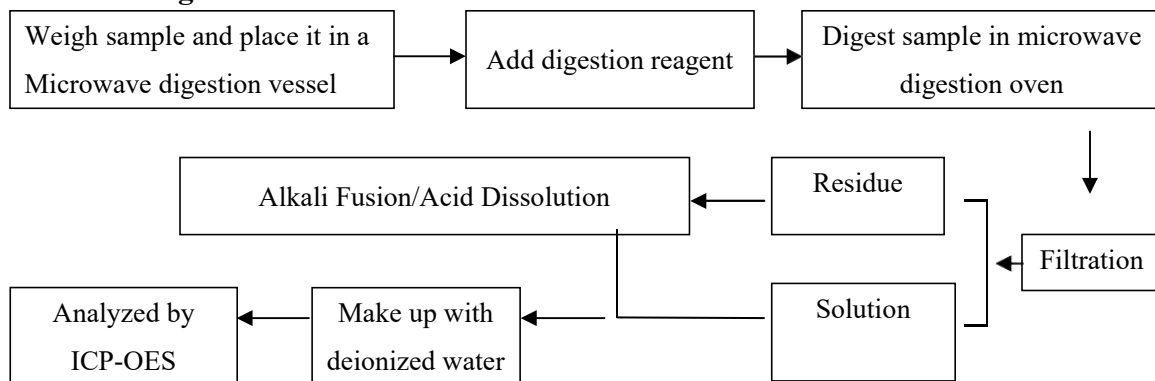 Weigh sample and place it in a
Microwave digestion vessel
Add digestion reagent
Digest sample in microwave
digestion oven
Alkali Fusion/Acid Dissolution
Residue
Filtration
Solution
Make up with
deionized water
Analyzed by
ICP-OES